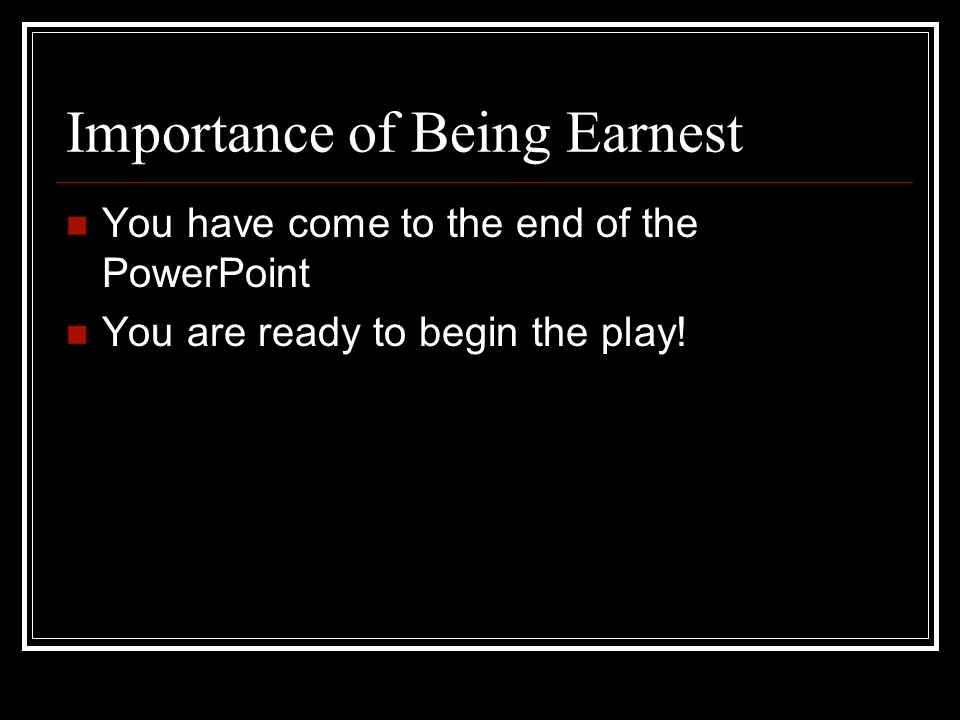 Importance of Being Earnest
You have come to the end of the
PowerPoint
You are ready to begin the play!